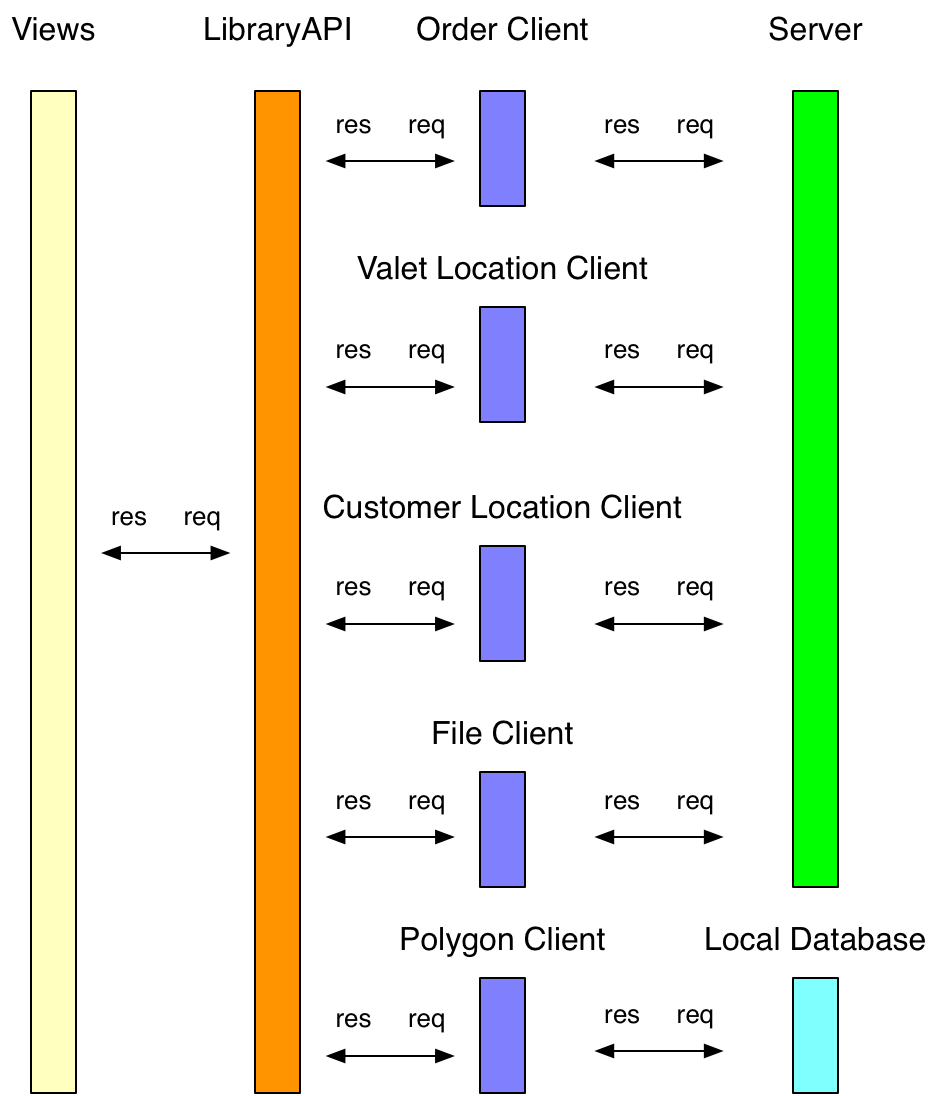 Views LibraryAPI Order Client Server
res req res req
Valet Location Client
res req res req
Customer Location Client
res req
res req res req
File Client
res req res req
Polygon Client Local Database
res req res req